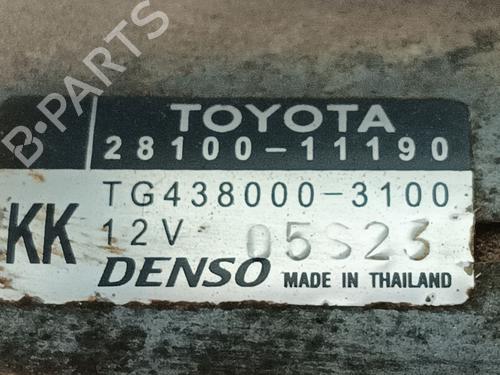 B-PARTS
TOYOTA
28100-11190
TG438000-3100
KK
12V 05S23
DENSO MADE IN THAILAND